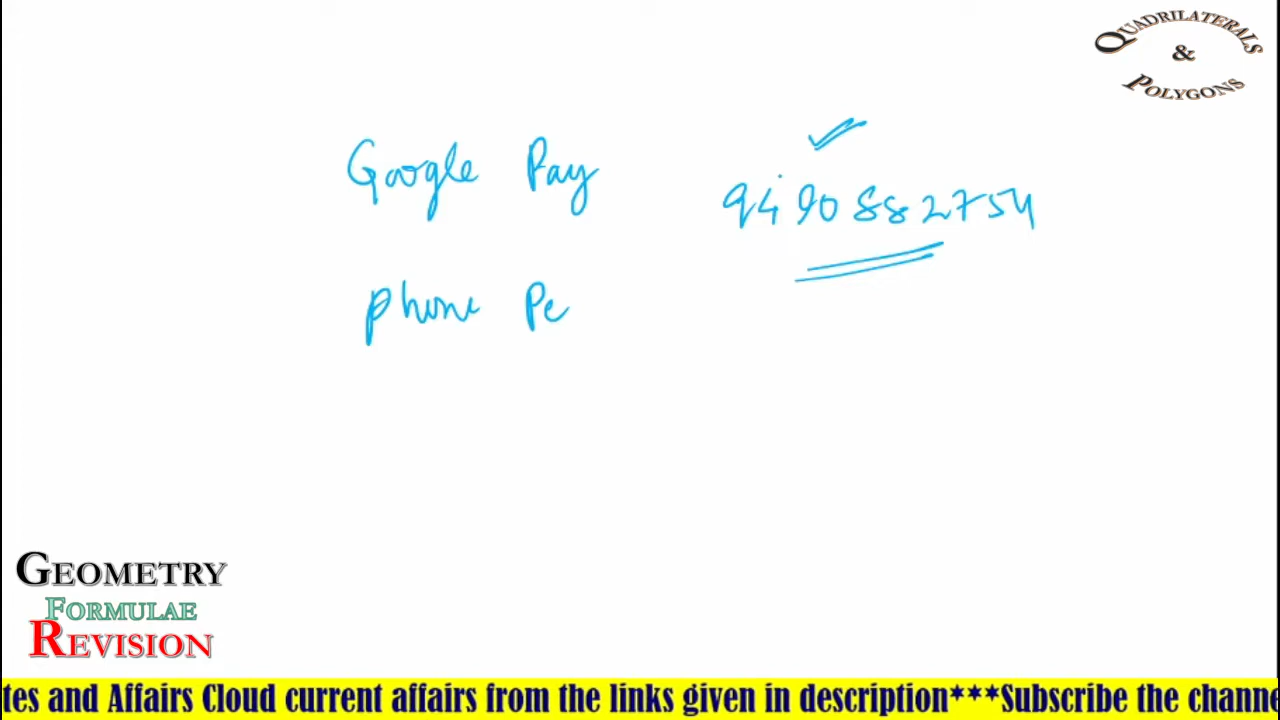 QUADRILATERALS
&
POLYGONS
Google Pay
9490882754
Phone Pe
GEOMETRY
FORMULAE
REVISION
tes and Affairs Cloud current affairs from the links given in description***Subscribe the channe